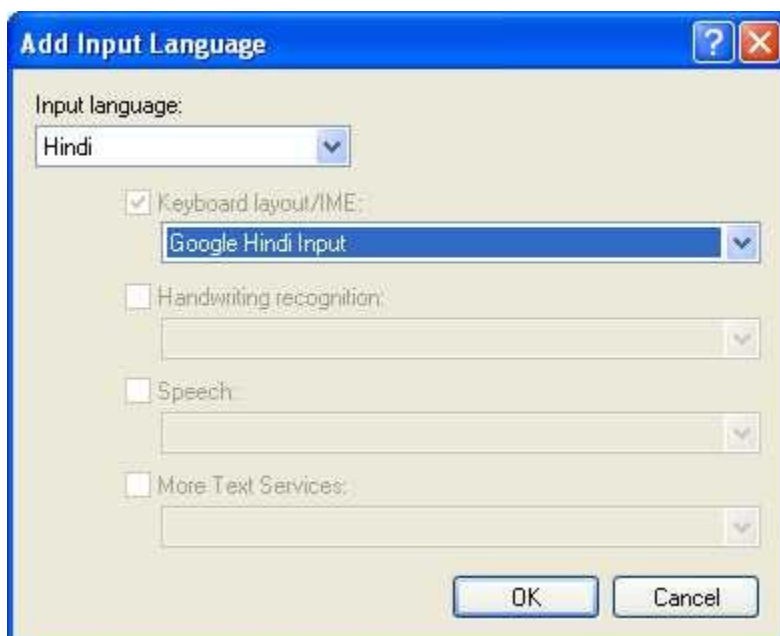 Add Input Language
Input language:
Hindi
Keyboard layout/IME:
Google Hindi Input
Handwriting recognition:
Speech:
More Text Services:
OK Cancel